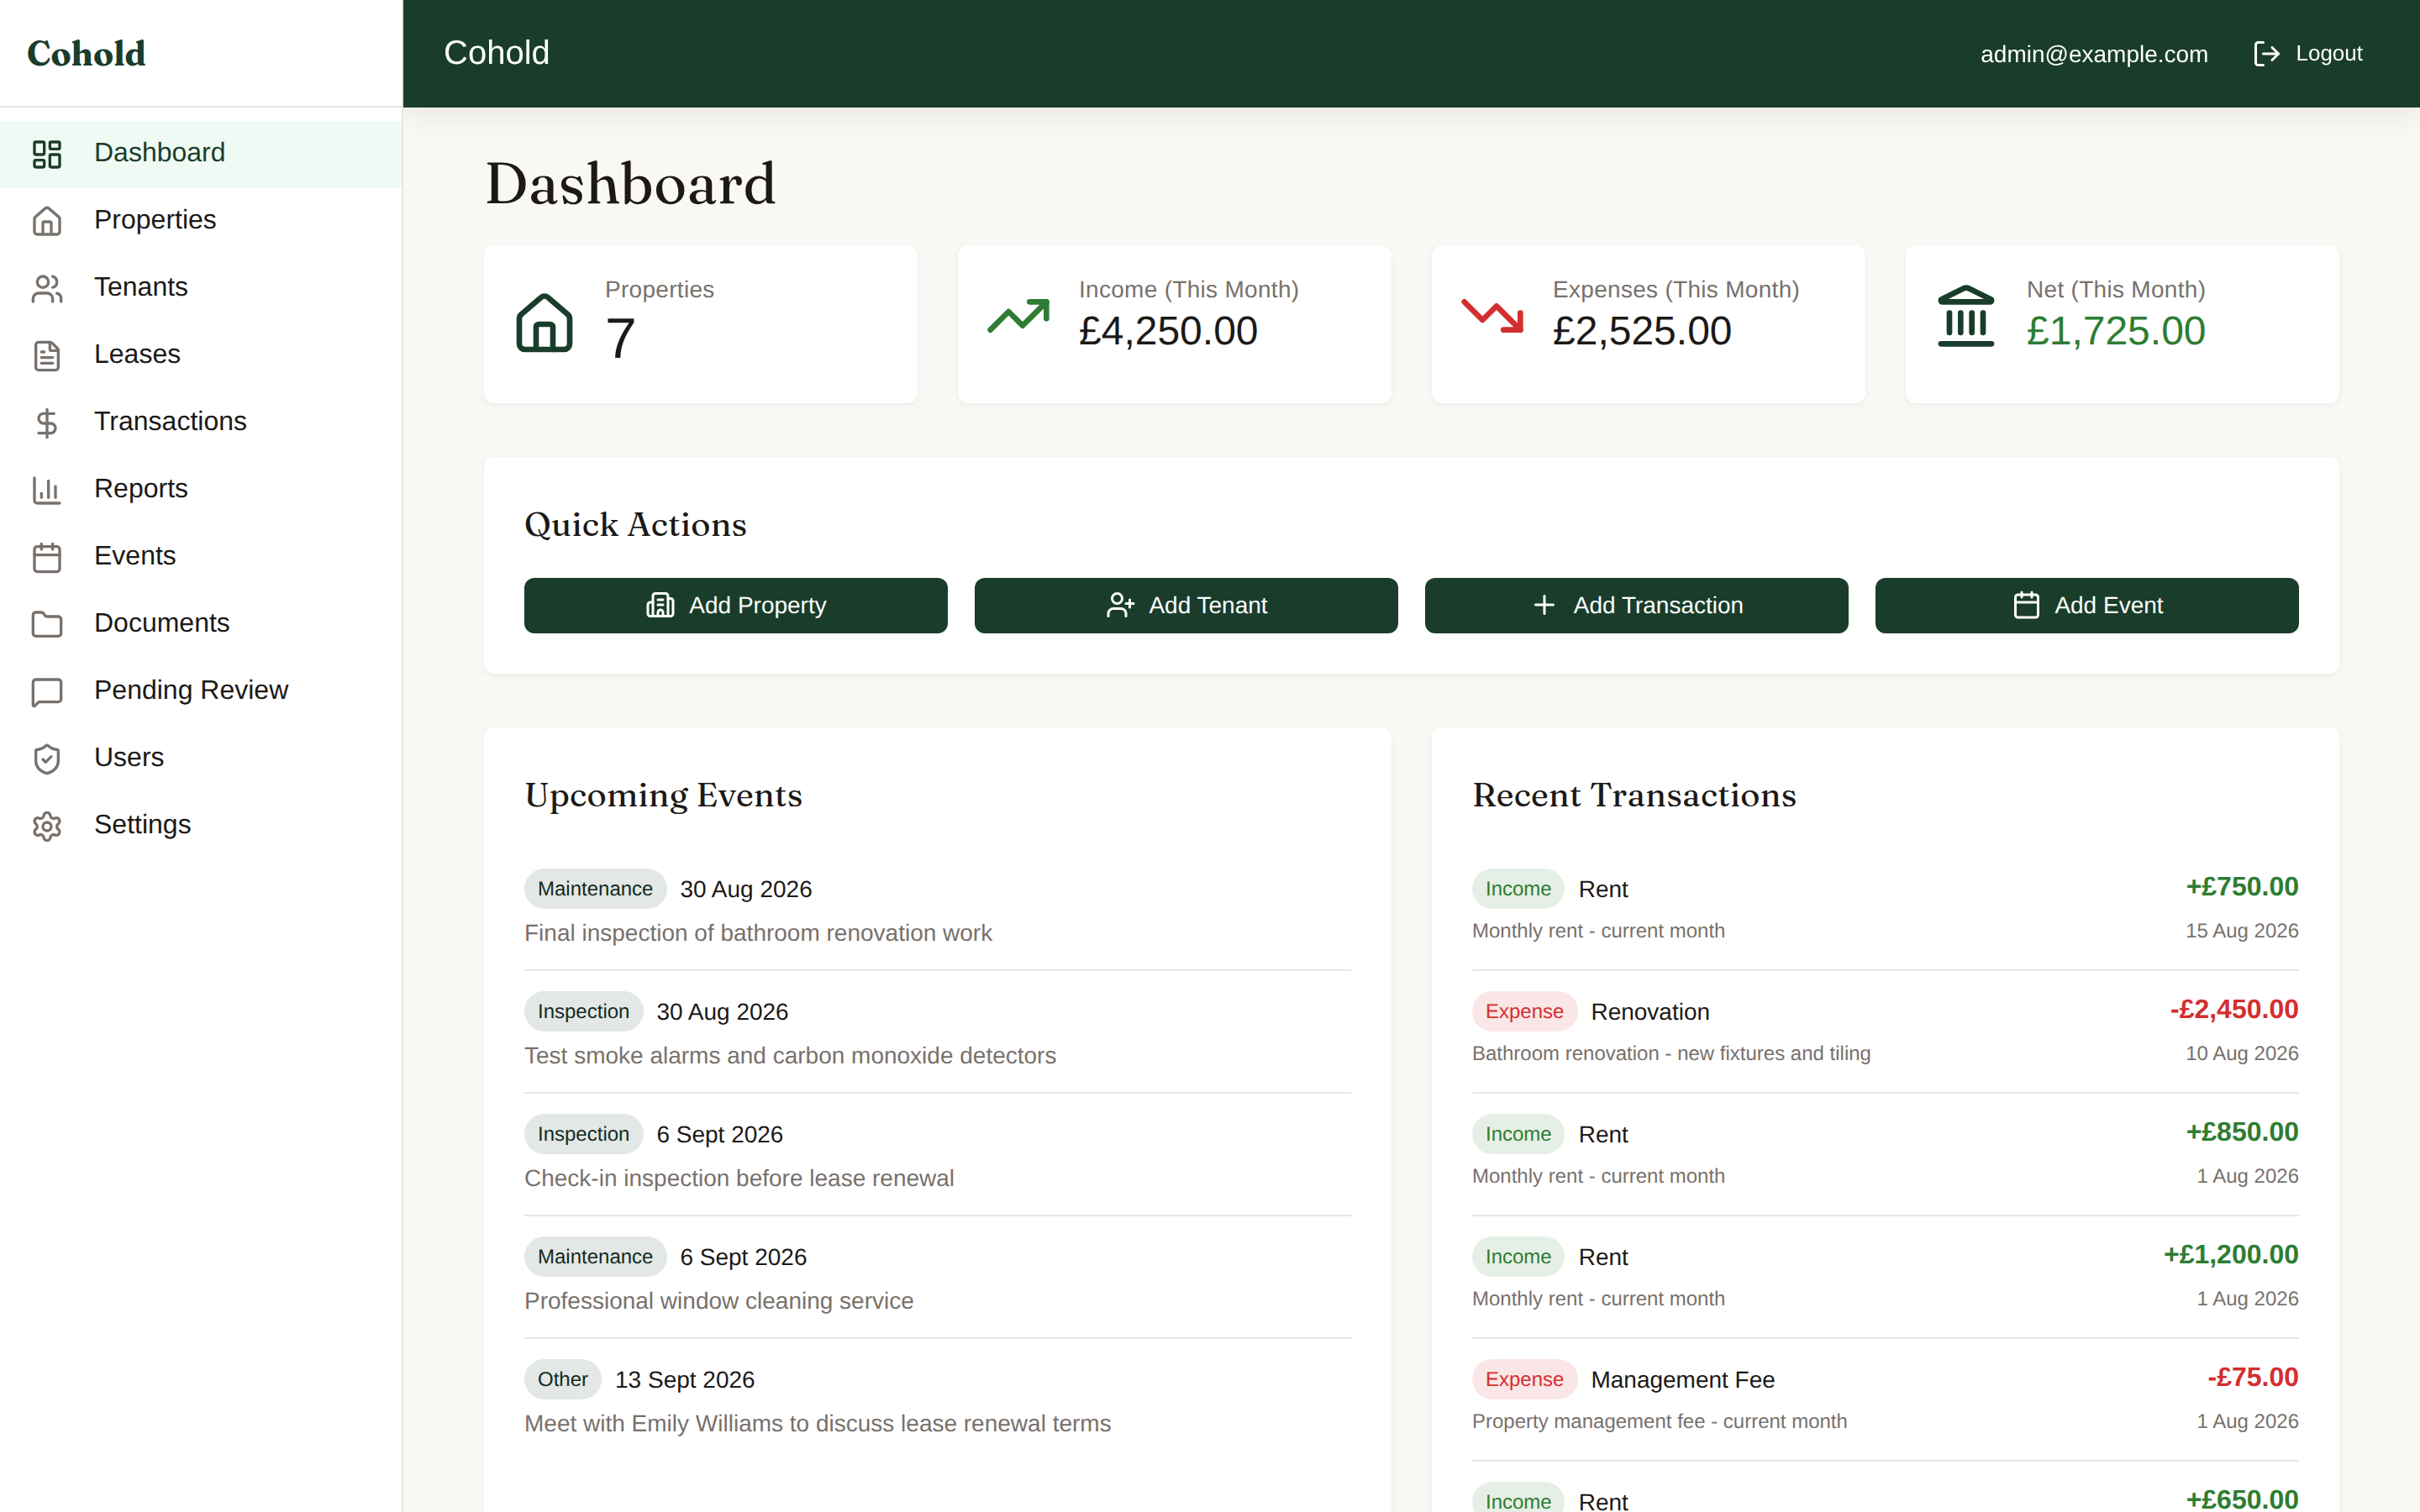 Cohold
Cohold
admin@example.com
Logout
Dashboard
Properties
Tenants
Leases
Transactions
Reports
Events
Documents
Pending Review
Users
Settings
Dashboard
Properties
7
Income (This Month)
£4,250.00
Expenses (This Month)
£2,525.00
Net (This Month)
£1,725.00
Quick Actions
Add Property
Add Tenant
Add Transaction
Add Event
Upcoming Events
Maintenance 30 Aug 2026
Final inspection of bathroom renovation work
Inspection 30 Aug 2026
Test smoke alarms and carbon monoxide detectors
Inspection 6 Sept 2026
Check-in inspection before lease renewal
Maintenance 6 Sept 2026
Professional window cleaning service
Other 13 Sept 2026
Meet with Emily Williams to discuss lease renewal terms
Recent Transactions
Income Rent +£750.00
Monthly rent - current month 15 Aug 2026
Expense Renovation -£2,450.00
Bathroom renovation - new fixtures and tiling 10 Aug 2026
Income Rent +£850.00
Monthly rent - current month 1 Aug 2026
Income Rent +£1,200.00
Monthly rent - current month 1 Aug 2026
Expense Management Fee -£75.00
Property management fee - current month 1 Aug 2026
Income Rent +£650.00